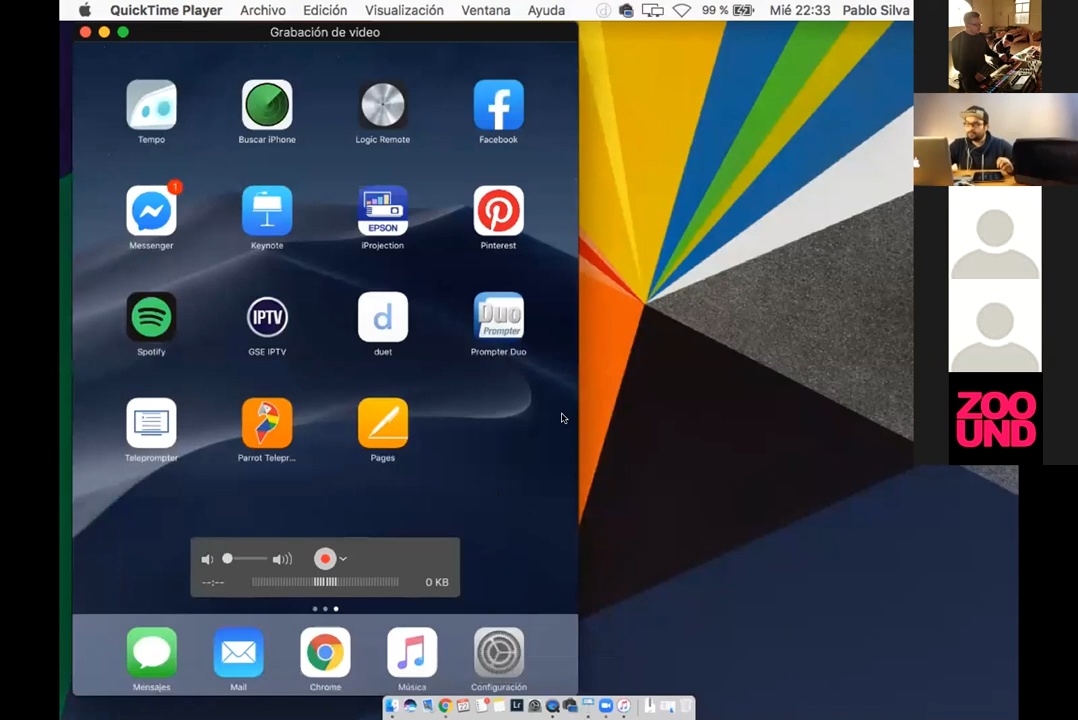 QuickTime Player Archivo Edición Visualización Ventana Ayuda 99 % Mié 22:33 Pablo Silva
Grabación de video
Tempo Buscar iPhone Logic Remote Facebook
1
EPSON
Messenger Keynote iProjection Pinterest
IPTV d Duo
Prompter
Spotify GSE IPTV duet Prompter Duo
Teleprompter Parrot Telepr... Pages
--:-- 0 KB
Mensajes Mail Chrome Música Configuración
Lr
ZOO
UND